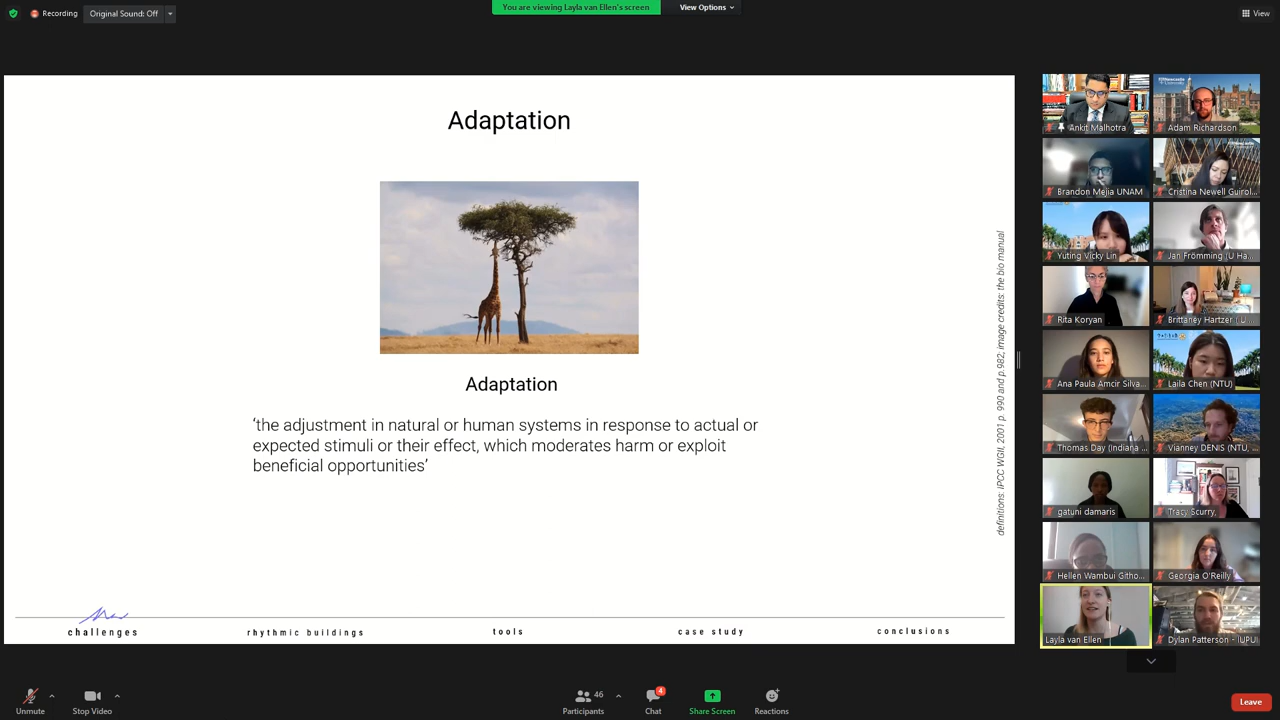 Recording
Original Sound: Off
You are viewing Layla van Ellen's screen
View Options
View
Adaptation
Adaptation
‘the adjustment in natural or human systems in response to actual or
expected stimuli or their effect, which moderates harm or exploit
beneficial opportunities’
definitions: IPCC WGII, 2001 p. 990 and p.982; image credits: the bio manual
challenges
rhythmic buildings
tools
case study
conclusions
Ankit Malhotra
Adam Richardson
Brandon Mejia UNAM
Cristina Newell Guirol...
Yuting Vicky Lin
Jan Frömming (U Ha...
Rita Koryan
Brittaney Hartzer (
Ana Paula Amcir Silva...
Laila Chen (NTU)
Thomas Day (Indiana ...
Vianney DENIS (NTU, ...
gatuni damaris
Tracy Scurry,
Hellen Wambui Githo...
Georgia O'Reilly
Layla van Ellen
Dylan Patterson - IUPUI
Unmute
Stop Video
46
Participants
4
Chat
Share Screen
Reactions
Leave